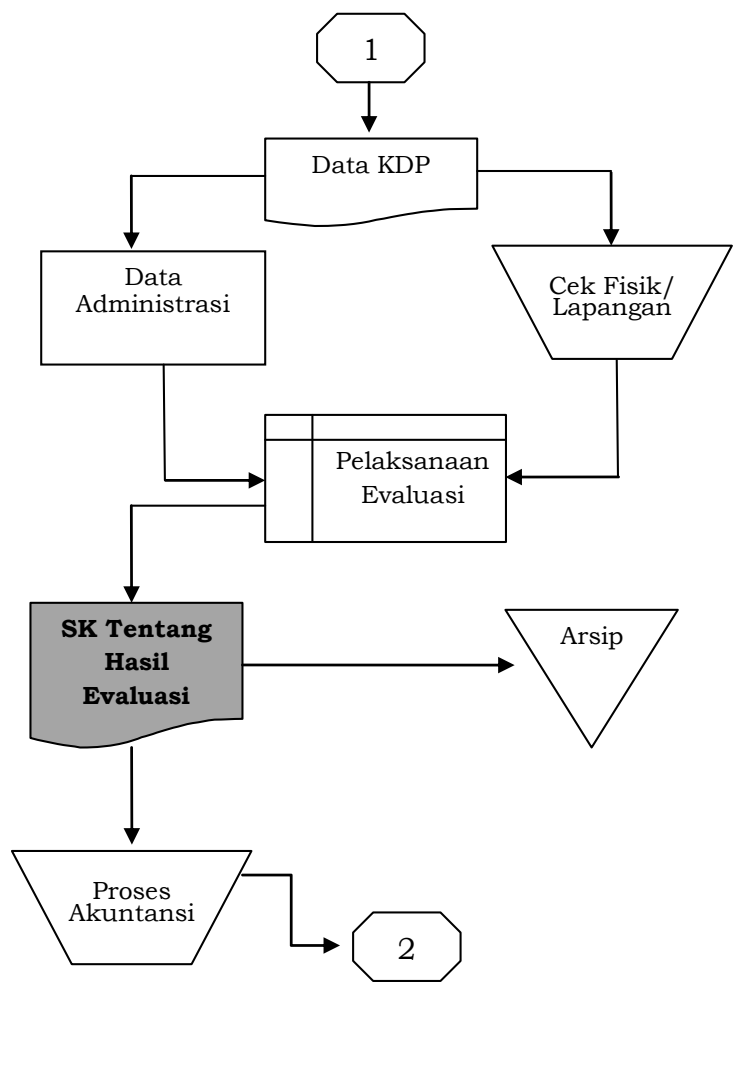 1
Data KDP
Data
Administrasi
Cek Fisik/
Lapangan
Pelaksanaan
Evaluasi
SK Tentang
Hasil
Evaluasi
Arsip
Proses
Akuntansi
2